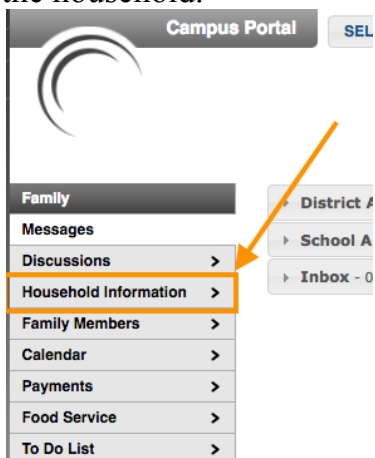 the household.
Campus Portal
SEL
Family
Messages
Discussions >
Household Information >
Family Members >
Calendar >
Payments >
Food Service >
To Do List >
District A
School A
Inbox - 0